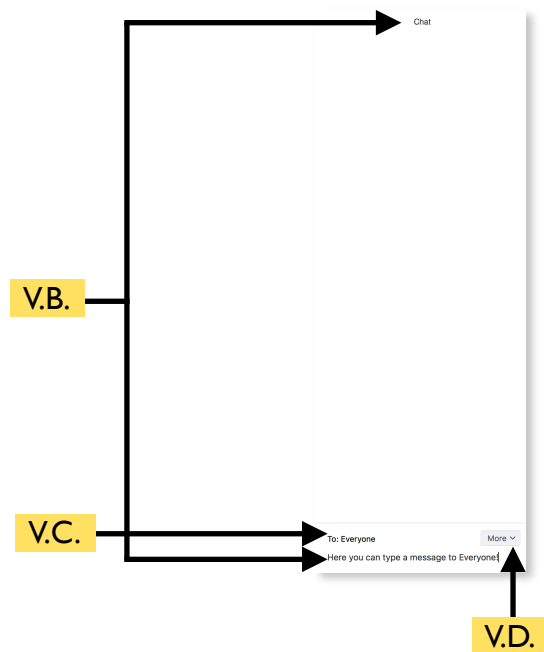 Chat
V.B.
V.C.
To: Everyone
More
Here you can type a message to Everyone!
V.D.